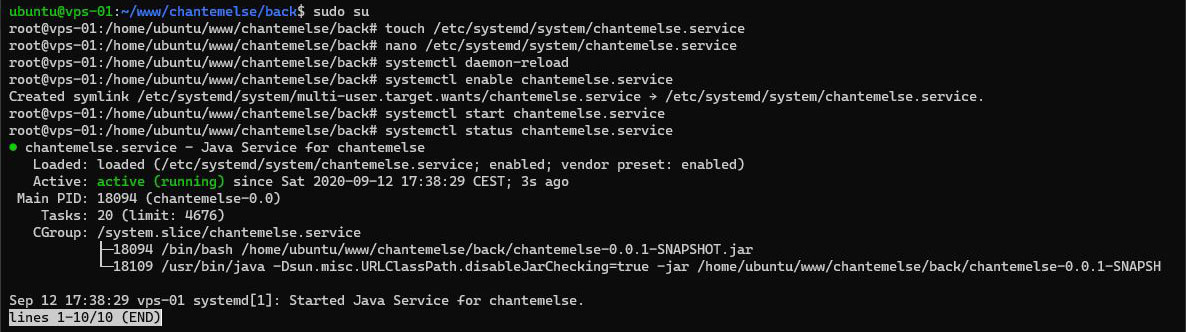 ubuntu@vps-01:~/www/chantemelse/back$ sudo su
root@vps-01:/home/ubuntu/www/chantemelse/back# touch /etc/systemd/system/chantemelse.service
root@vps-01:/home/ubuntu/www/chantemelse/back# nano /etc/systemd/system/chantemelse.service
root@vps-01:/home/ubuntu/www/chantemelse/back# systemctl daemon-reload
root@vps-01:/home/ubuntu/www/chantemelse/back# systemctl enable chantemelse.service
Created symlink /etc/systemd/system/multi-user.target.wants/chantemelse.service → /etc/systemd/system/chantemelse.service.
root@vps-01:/home/ubuntu/www/chantemelse/back# systemctl start chantemelse.service
root@vps-01:/home/ubuntu/www/chantemelse/back# systemctl status chantemelse.service
● chantemelse.service - Java Service for chantemelse
   Loaded: loaded (/etc/systemd/system/chantemelse.service; enabled; vendor preset: enabled)
   Active: active (running) since Sat 2020-09-12 17:38:29 CEST; 3s ago
 Main PID: 18094 (chantemelse-0.0)
    Tasks: 20 (limit: 4676)
   CGroup: /system.slice/chantemelse.service
           ├─18094 /bin/bash /home/ubuntu/www/chantemelse/back/chantemelse-0.0.1-SNAPSHOT.jar
           └─18109 /usr/bin/java -Dsun.misc.URLClassPath.disableJarChecking=true -jar /home/ubuntu/www/chantemelse/back/chantemelse-0.0.1-SNAPSH
Sep 12 17:38:29 vps-01 systemd[1]: Started Java Service for chantemelse.
lines 1-10/10 (END)